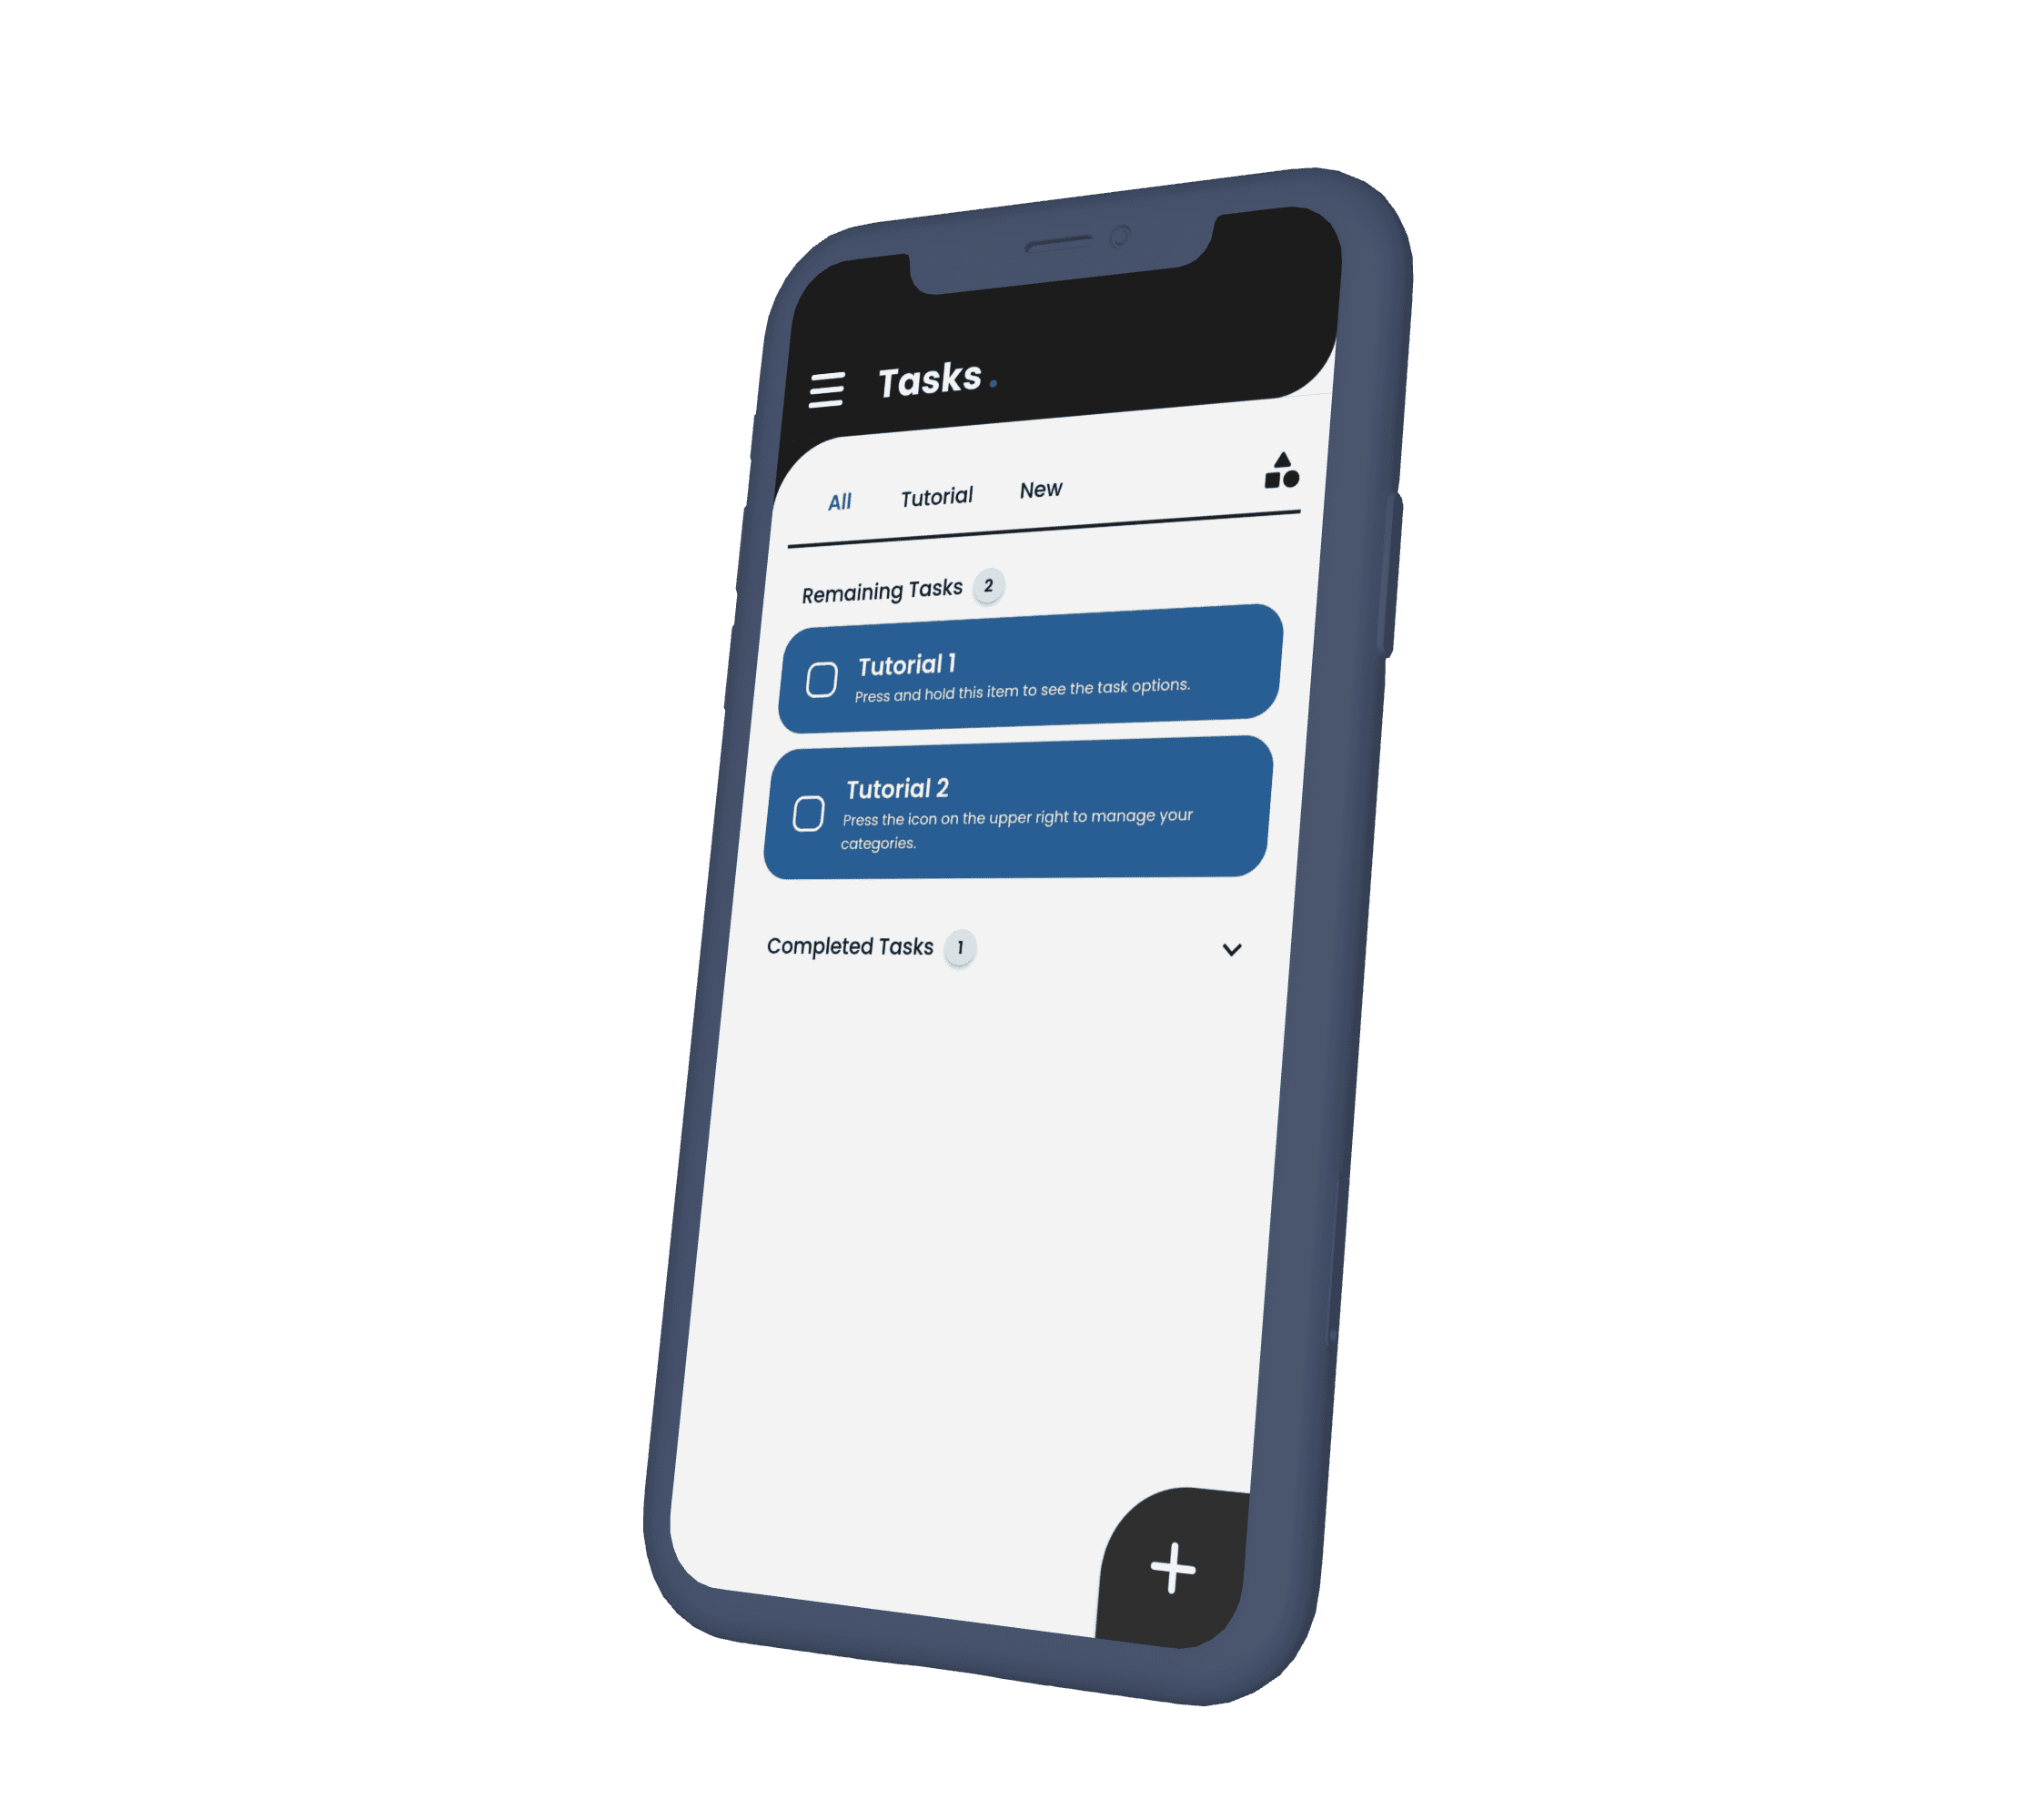 Tasks.
All Tutorial New
Remaining Tasks 2
Tutorial 1
Press and hold this item to see the task options.
Tutorial 2
Press the icon on the upper right to manage your
categories.
Completed Tasks 1